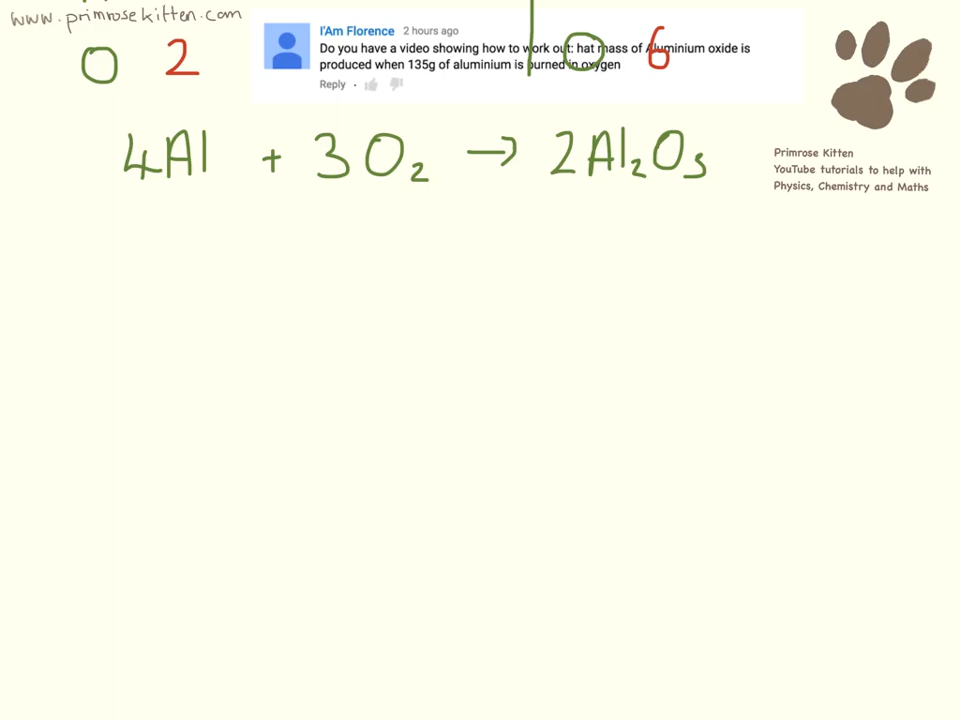 www.primrosekitten.com
I'Am Florence 2 hours ago
Do you have a video showing how to work out: hat mass of Aluminium oxide is
produced when 135g of aluminium is burned in oxygen
Reply
O 2
O 6
4Al + 3O₂ → 2Al₂O₃
Primrose Kitten
YouTube tutorials to help with
Physics, Chemistry and Maths